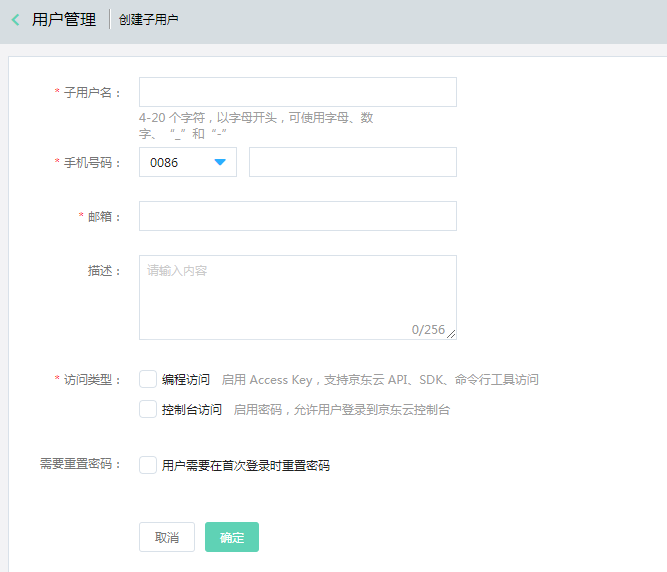 用户管理 创建子用户
* 子用户名：
4-20 个字符，以字母开头，可使用字母、数
字、“_”和“-”
* 手机号码： 0086
* 邮箱：
描述： 请输入内容
0/256
* 访问类型： 编程访问 启用 Access Key，支持京东云 API、SDK、命令行工具访问
控制台访问 启用密码，允许用户登录到京东云控制台
需要重置密码： 用户需要在首次登录时重置密码
取消 确定